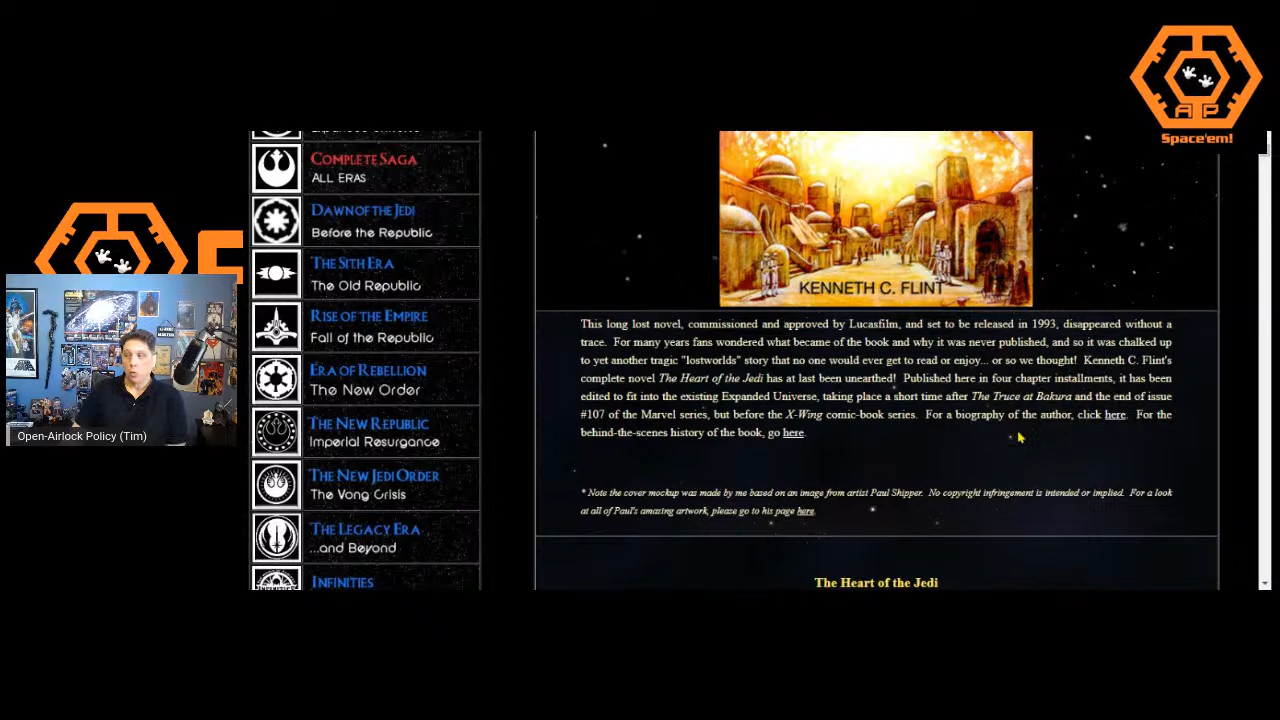 ATP
Space'em!
COMPLETE SAGA
ALL ERAS
DAWN OF THE JEDI
Before the Republic
THE SITH ERA
The Old Republic
RISE OF THE EMPIRE
Fall of the Republic
ERA OF REBELLION
The New Order
THE NEW REPUBLIC
Imperial Resurgance
THE NEW JEDI ORDER
The Vong Crisis
THE LEGACY ERA
...and Beyond
INFINITIES
KENNETH C. FLINT
This long lost novel, commissioned and approved by Lucasfilm, and set to be released in 1993, disappeared without a
trace. For many years fans wondered what became of the book and why it was never published, and so it was chalked up
to yet another tragic "lostworlds" story that no one would ever get to read or enjoy... or so we thought! Kenneth C. Flint's
complete novel The Heart of the Jedi has at last been unearthed! Published here in four chapter installments, it has been
edited to fit into the existing Expanded Universe, taking place a short time after The Truce at Bakura and the end of issue
#107 of the Marvel series, but before the X-Wing comic-book series. For a biography of the author, click here. For the
behind-the-scenes history of the book, go here.
* Note the cover mockup was made by me based on an image from artist Paul Shipper. No copyright infringement is intended or implied. For a look
at all of Paul's amazing artwork, please go to his page here.
The Heart of the Jedi
Open-Airlock Policy (Tim)